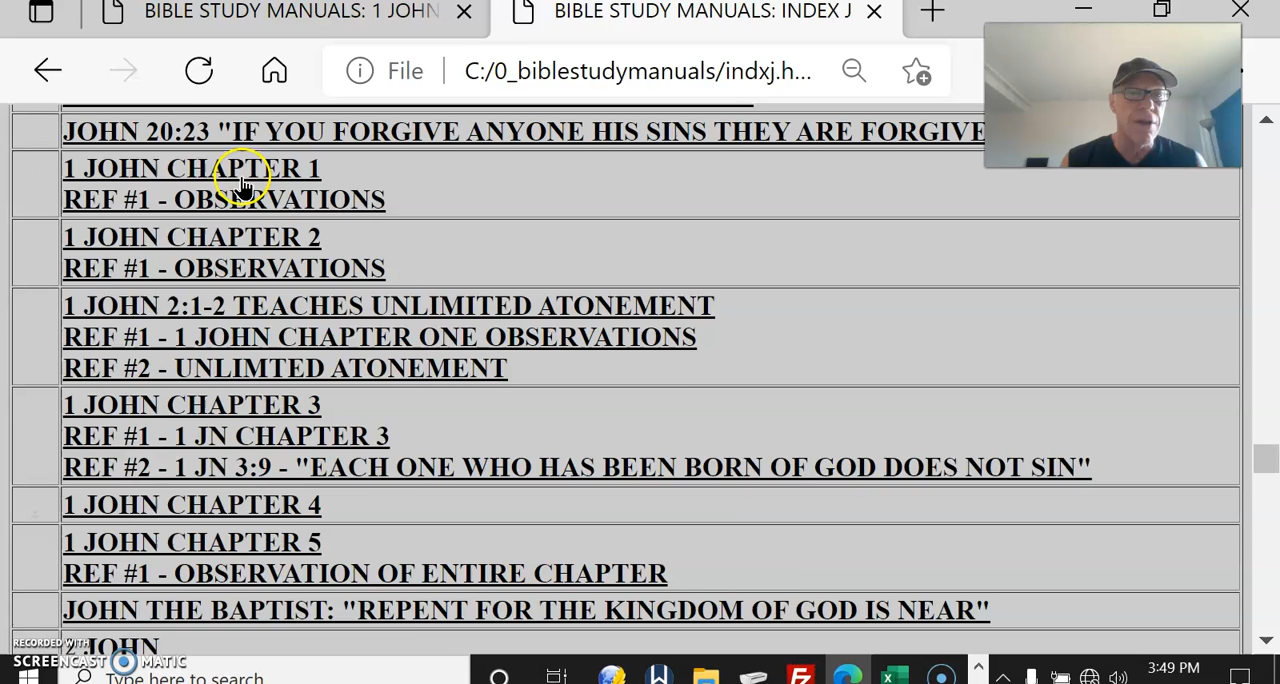 BIBLE STUDY MANUALS: 1 JOHN
BIBLE STUDY MANUALS: INDEX J
File
C:/0_biblestudymanuals/indxj.h...
JOHN 20:23 "IF YOU FORGIVE ANYONE HIS SINS THEY ARE FORGIVE
1 JOHN CHAPTER 1
REF #1 - OBSERVATIONS
1 JOHN CHAPTER 2
REF #1 - OBSERVATIONS
1 JOHN 2:1-2 TEACHES UNLIMITED ATONEMENT
REF #1 - 1 JOHN CHAPTER ONE OBSERVATIONS
REF #2 - UNLIMTED ATONEMENT
1 JOHN CHAPTER 3
REF #1 - 1 JN CHAPTER 3
REF #2 - 1 JN 3:9 - "EACH ONE WHO HAS BEEN BORN OF GOD DOES NOT SIN"
1 JOHN CHAPTER 4
1 JOHN CHAPTER 5
REF #1 - OBSERVATION OF ENTIRE CHAPTER
JOHN THE BAPTIST: "REPENT FOR THE KINGDOM OF GOD IS NEAR"
2 JOHN
RECORDED WITH
SCREENCAST MATIC
Type here to search
3:49 PM